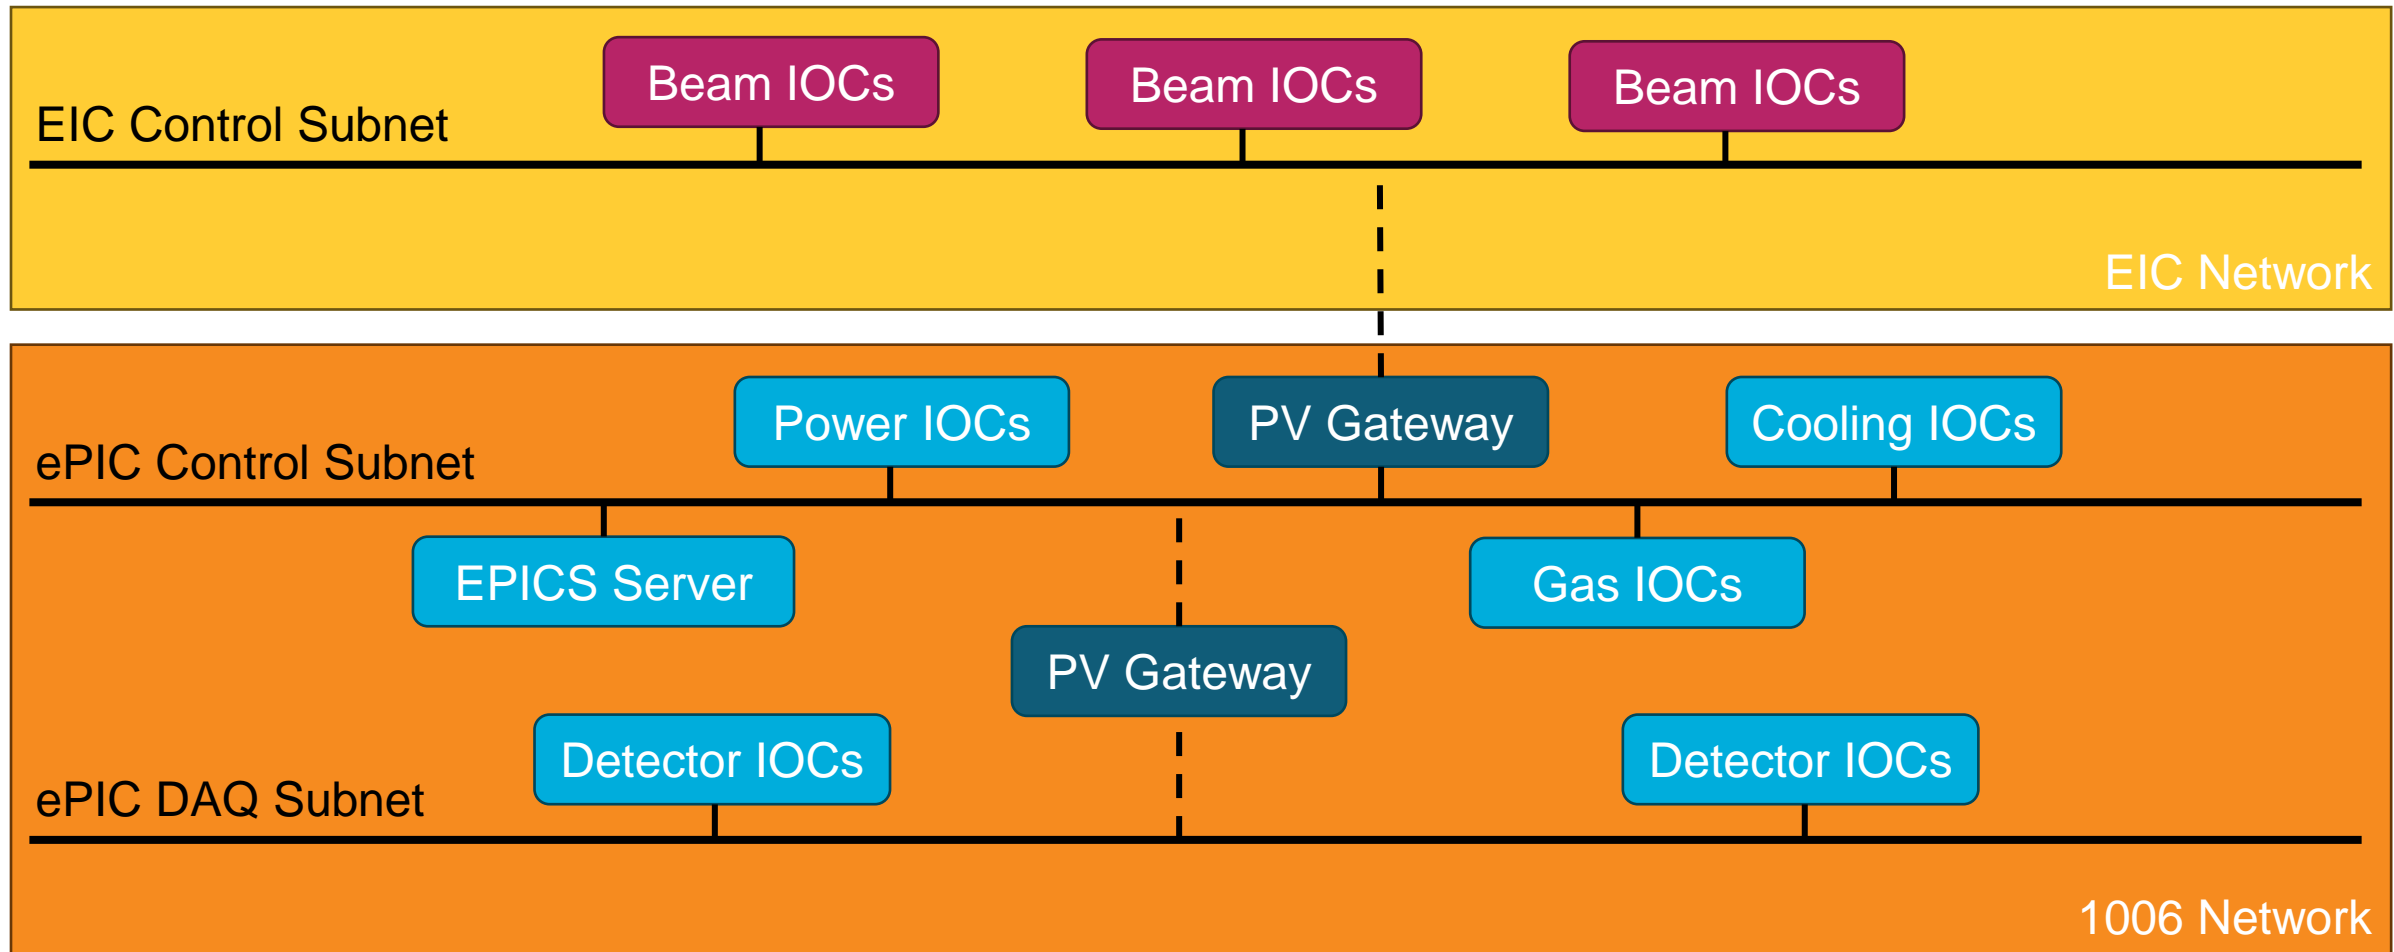 Beam IOCs
Beam IOCs
Beam IOCs
EIC Control Subnet
EIC Network
Power IOCs
PV Gateway
Cooling IOCs
ePIC Control Subnet
EPICS Server
Gas IOCs
PV Gateway
Detector IOCs
Detector IOCs
ePIC DAQ Subnet
1006 Network